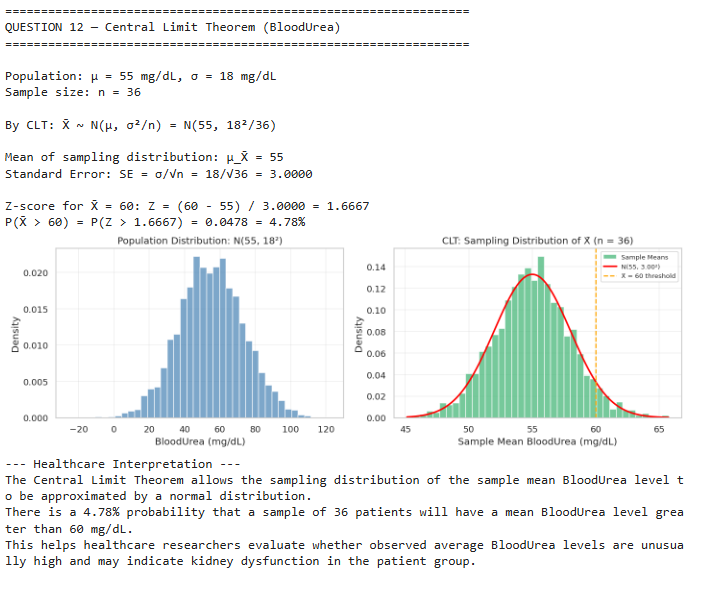 =================================================================
QUESTION 12 — Central Limit Theorem (BloodUrea)
=================================================================
Population: μ = 55 mg/dL, σ = 18 mg/dL
Sample size: n = 36
By CLT: X̄ ~ N(μ, σ²/n) = N(55, 18²/36)
Mean of sampling distribution: μ_X̄ = 55
Standard Error: SE = σ/√n = 18/√36 = 3.0000
Z-score for X̄ = 60: Z = (60 - 55) / 3.0000 = 1.6667
P(X̄ > 60) = P(Z > 1.6667) = 0.0478 = 4.78%
Population Distribution: N(55, 18²)
Density
0.020
0.015
0.010
0.005
0.000
−20 0 20 40 60 80 100 120
BloodUrea (mg/dL)
CLT: Sampling Distribution of X̄ (n = 36)
Sample Means
N(55, 3.00²)
X̄ = 60 threshold
Density
0.14
0.12
0.10
0.08
0.06
0.04
0.02
0.00
45 50 55 60 65
Sample Mean BloodUrea (mg/dL)
--- Healthcare Interpretation ---
The Central Limit Theorem allows the sampling distribution of the sample mean BloodUrea level t
o be approximated by a normal distribution.
There is a 4.78% probability that a sample of 36 patients will have a mean BloodUrea level grea
ter than 60 mg/dL.
This helps healthcare researchers evaluate whether observed average BloodUrea levels are unusua
lly high and may indicate kidney dysfunction in the patient group.